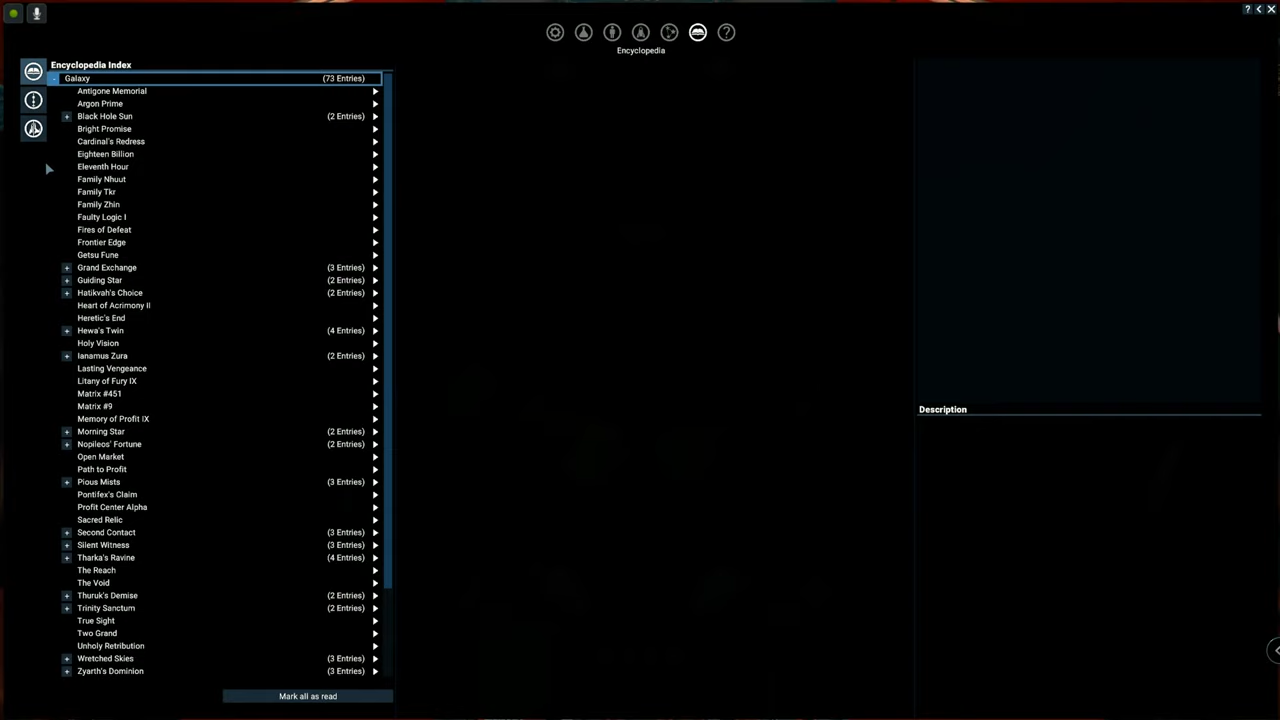 ?
Encyclopedia
Encyclopedia Index
- Galaxy (73 Entries)
Antigone Memorial
Argon Prime
+ Black Hole Sun (2 Entries)
Bright Promise
Cardinal's Redress
Eighteen Billion
Eleventh Hour
Family Nhuut
Family Tkr
Family Zhin
Faulty Logic I
Fires of Defeat
Frontier Edge
Getsu Fune
+ Grand Exchange (3 Entries)
+ Guiding Star (2 Entries)
+ Hatikvah's Choice (2 Entries)
Heart of Acrimony II
Heretic's End
+ Hewa's Twin (4 Entries)
Holy Vision
+ Ianamus Zura (2 Entries)
Lasting Vengeance
Litany of Fury IX
Matrix #451
Matrix #9
Memory of Profit IX
+ Morning Star (2 Entries)
+ Nopileos' Fortune (2 Entries)
Open Market
Path to Profit
+ Pious Mists (3 Entries)
Pontifex's Claim
Profit Center Alpha
Sacred Relic
+ Second Contact (3 Entries)
+ Silent Witness (3 Entries)
+ Tharka's Ravine (4 Entries)
The Reach
The Void
+ Thuruk's Demise (2 Entries)
+ Trinity Sanctum (2 Entries)
True Sight
Two Grand
Unholy Retribution
+ Wretched Skies (3 Entries)
+ Zyarth's Dominion (3 Entries)
Mark all as read
Description